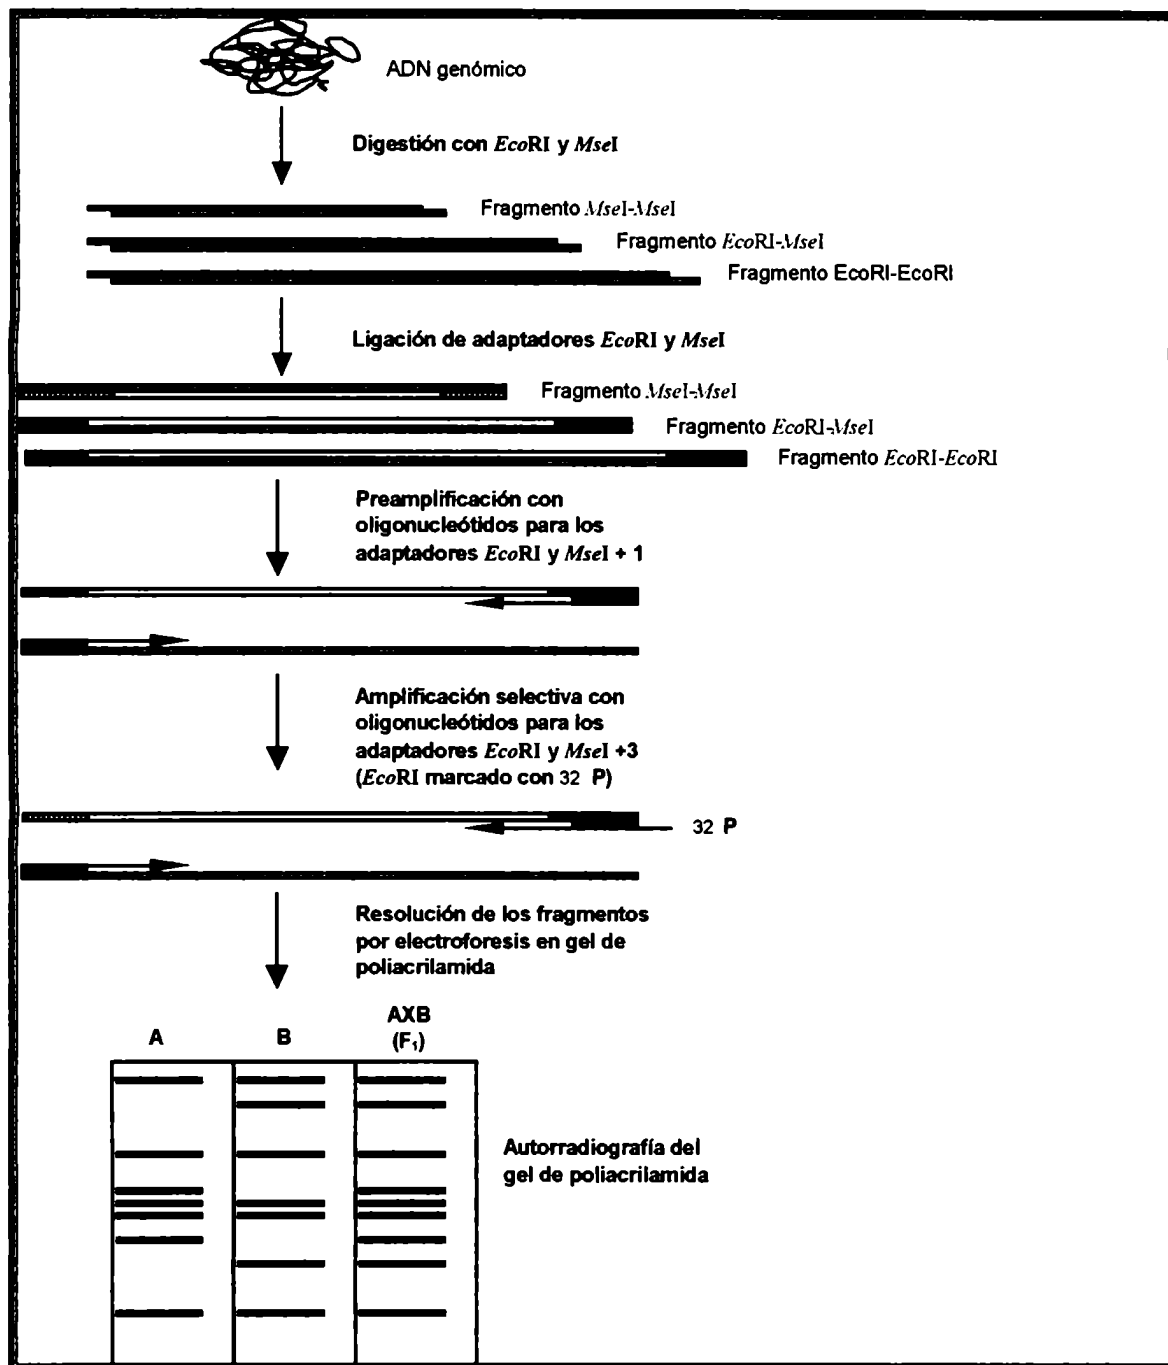 ADN genómico
Digestión con EcoRI y MseI
Fragmento MseI-MseI
Fragmento EcoRI-MseI
Fragmento EcoRI-EcoRI
Ligación de adaptadores EcoRI y MseI
Fragmento MseI-MseI
Fragmento EcoRI-MseI
Fragmento EcoRI-EcoRI
Preamplificación con
oligonucleótidos para los
adaptadores EcoRI y MseI + 1
Amplificación selectiva con
oligonucleótidos para los
adaptadores EcoRI y MseI +3
(EcoRI marcado con 32 P)
32 P
Resolución de los fragmentos
por electroforesis en gel de
poliacrilamida
A B AXB
(F₁)
Autorradiografía del
gel de poliacrilamida